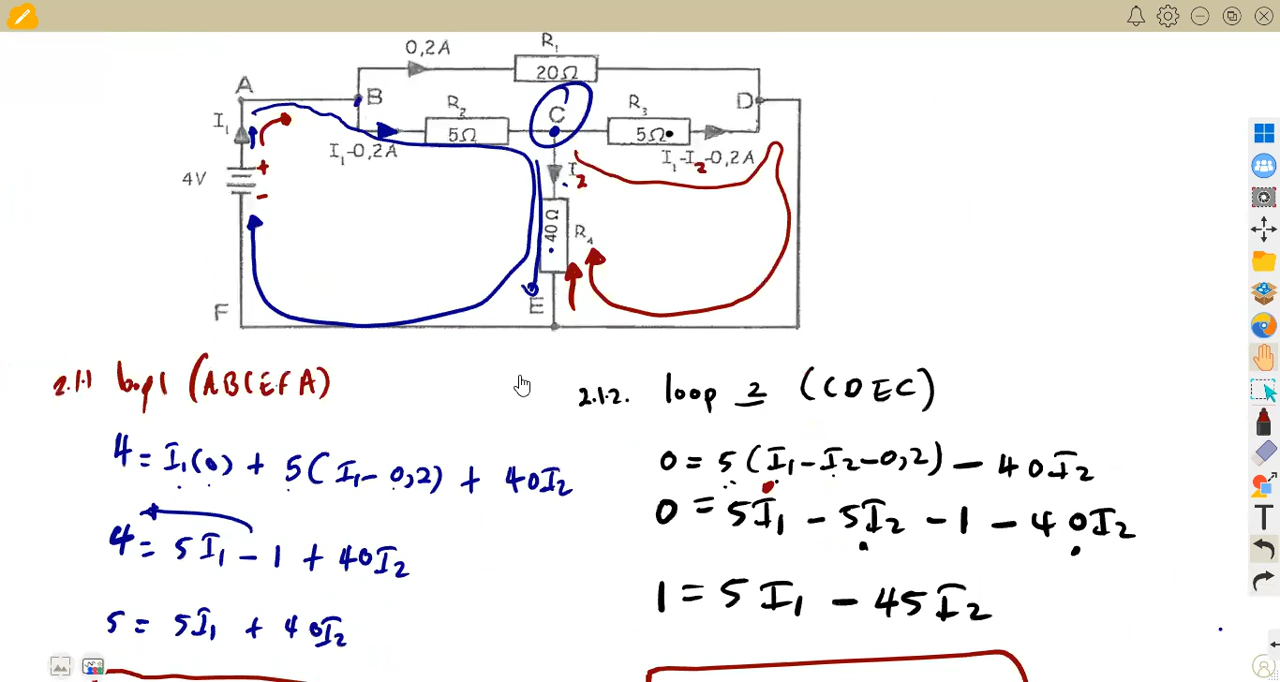 0,2A
R₁
20Ω
A
B
I₁
R₂
5Ω
I₁-0,2A
C
R₃
5Ω
I₁-I₂-0,2A
D
4V
+
-
I₂
40Ω
R₄
F
E
2.1.1 loop1 (ABCEFA)
4 = I₁(0) + 5(I₁-0,2) + 40I₂
4 = 5I₁ - 1 + 40I₂
5 = 5I₁ + 40I₂
2.1.2. loop 2 (CDEC)
0 = 5(I₁-I₂-0,2) - 40I₂
0 = 5I₁ - 5I₂ - 1 - 40I₂
1 = 5I₁ - 45I₂
T